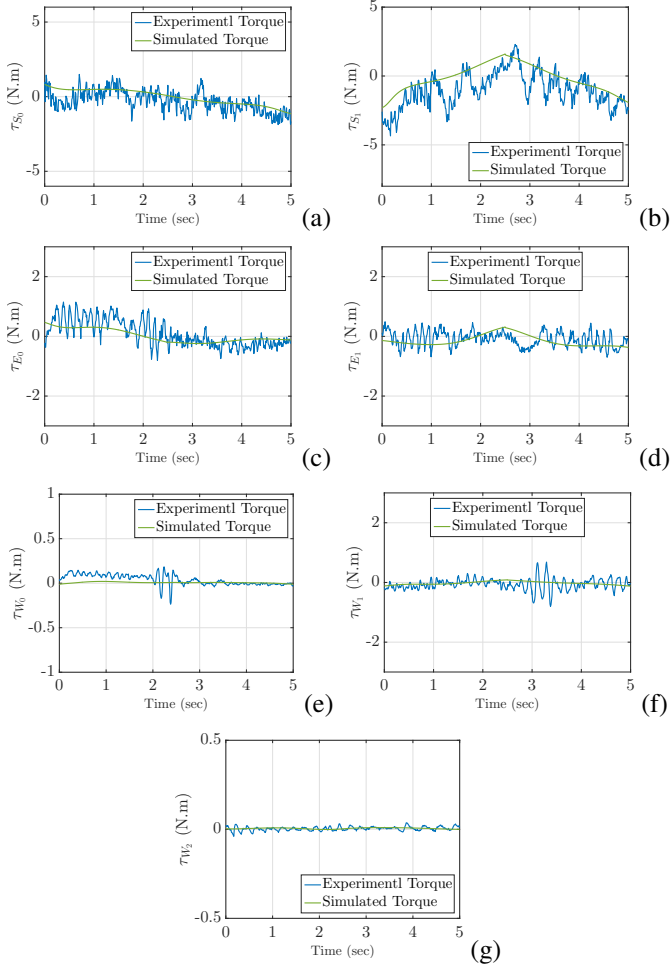 5
0
-5
τS0 (N.m)
Experimentl Torque
Simulated Torque
0 1 2 3 4 5
Time (sec)
(a)
5
0
-5
τS1 (N.m)
Experimentl Torque
Simulated Torque
0 1 2 3 4 5
Time (sec)
(b)
2
0
-2
τE0 (N.m)
Experimentl Torque
Simulated Torque
0 1 2 3 4 5
Time (sec)
(c)
2
0
-2
τE1 (N.m)
Experimentl Torque
Simulated Torque
0 1 2 3 4 5
Time (sec)
(d)
1
0.5
0
-0.5
-1
τW0 (N.m)
Experimentl Torque
Simulated Torque
0 1 2 3 4 5
Time (sec)
(e)
2
0
-2
τW1 (N.m)
Experimentl Torque
Simulated Torque
0 1 2 3 4 5
Time (sec)
(f)
0.5
0
-0.5
τW2 (N.m)
Experimentl Torque
Simulated Torque
0 1 2 3 4 5
Time (sec)
(g)